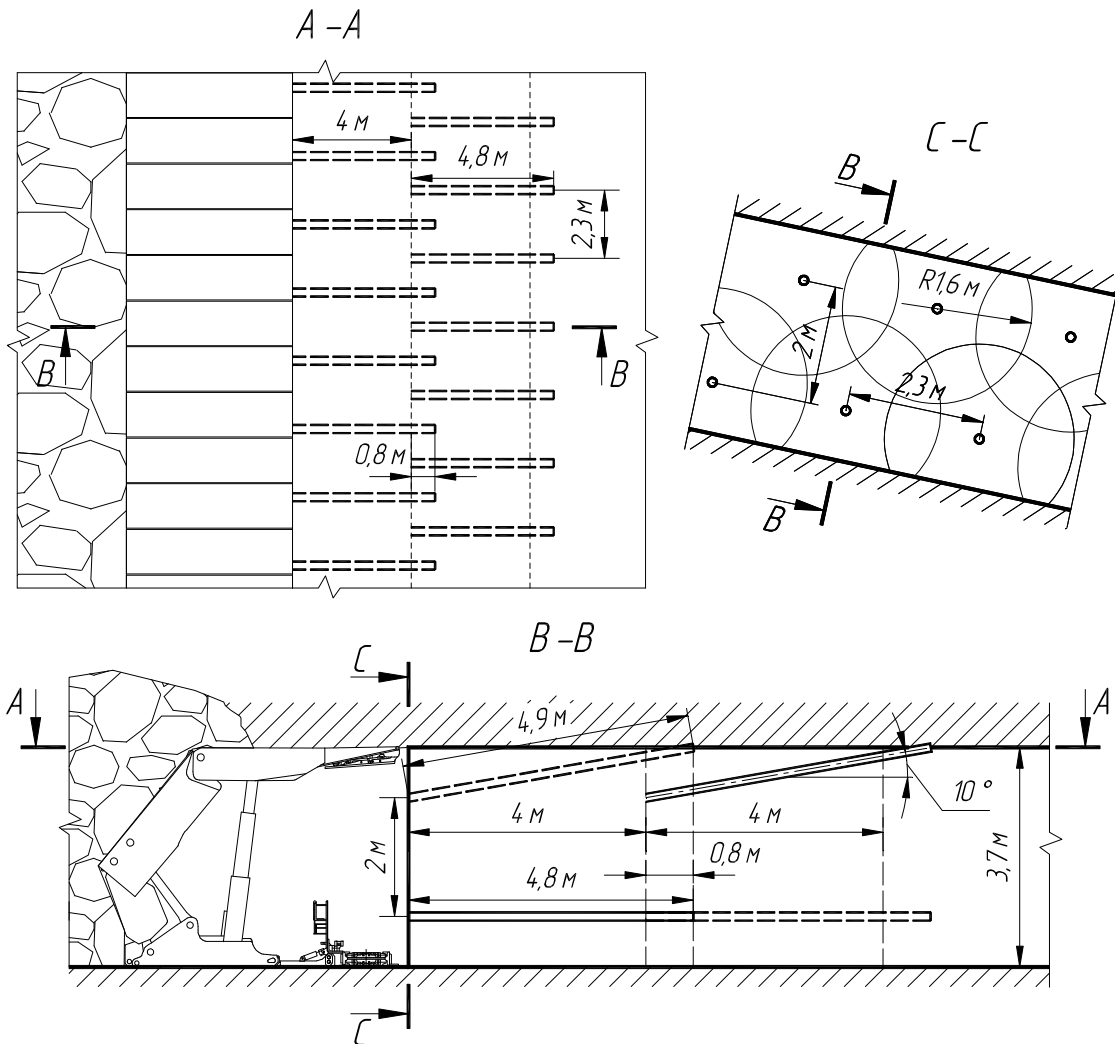 А-А
4 м
4,8 м
2,3 м
В
В
0,8 м
С-С
В
R1,6 м
2 м
2,3 м
В
В-В
С
А
А
4,9 м
10°
4 м
4 м
2 м
0,8 м
3,7 м
4,8 м
С